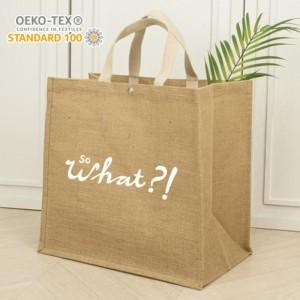 OEKO-TEX®
CONFIDENCE IN TEXTILES
STANDARD 100
So
What?!